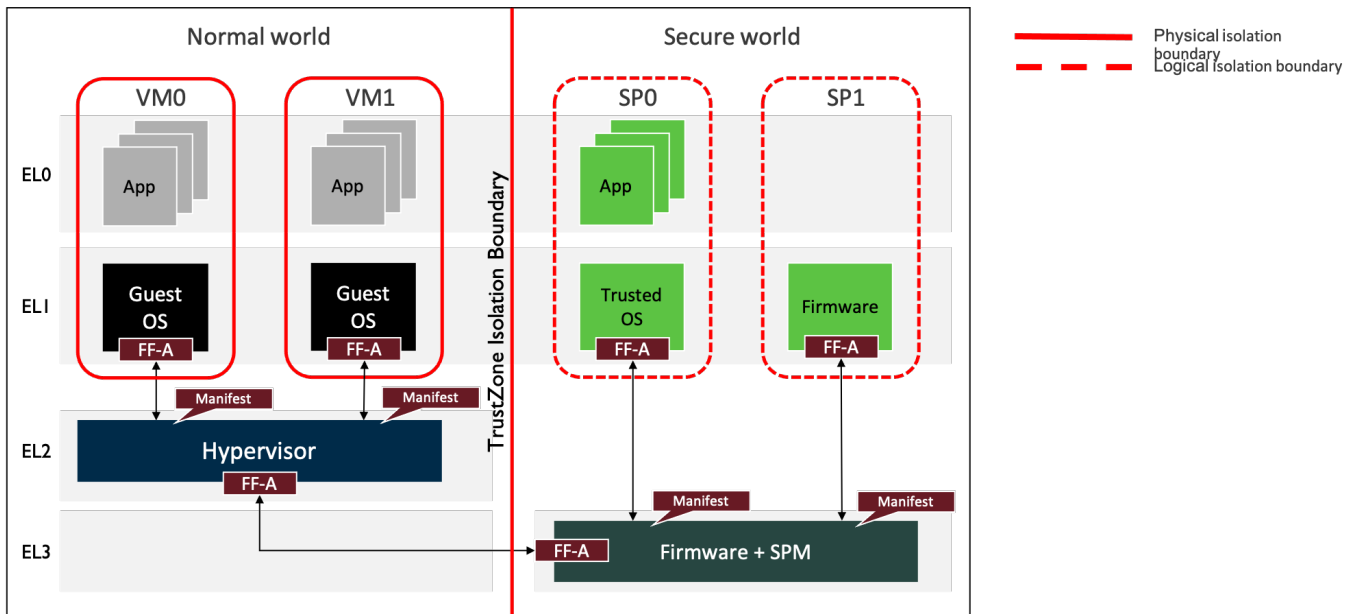 Normal world
Secure world
Physical isolation
boundary
Logical isolation boundary
VM0
VM1
SP0
SP1
EL0
App
App
App
TrustZone Isolation Boundary
EL1
Guest
OS
FF-A
Guest
OS
FF-A
Trusted
OS
FF-A
Firmware
FF-A
Manifest
Manifest
EL2
Hypervisor
FF-A
Manifest
Manifest
EL3
FF-A
Firmware + SPM